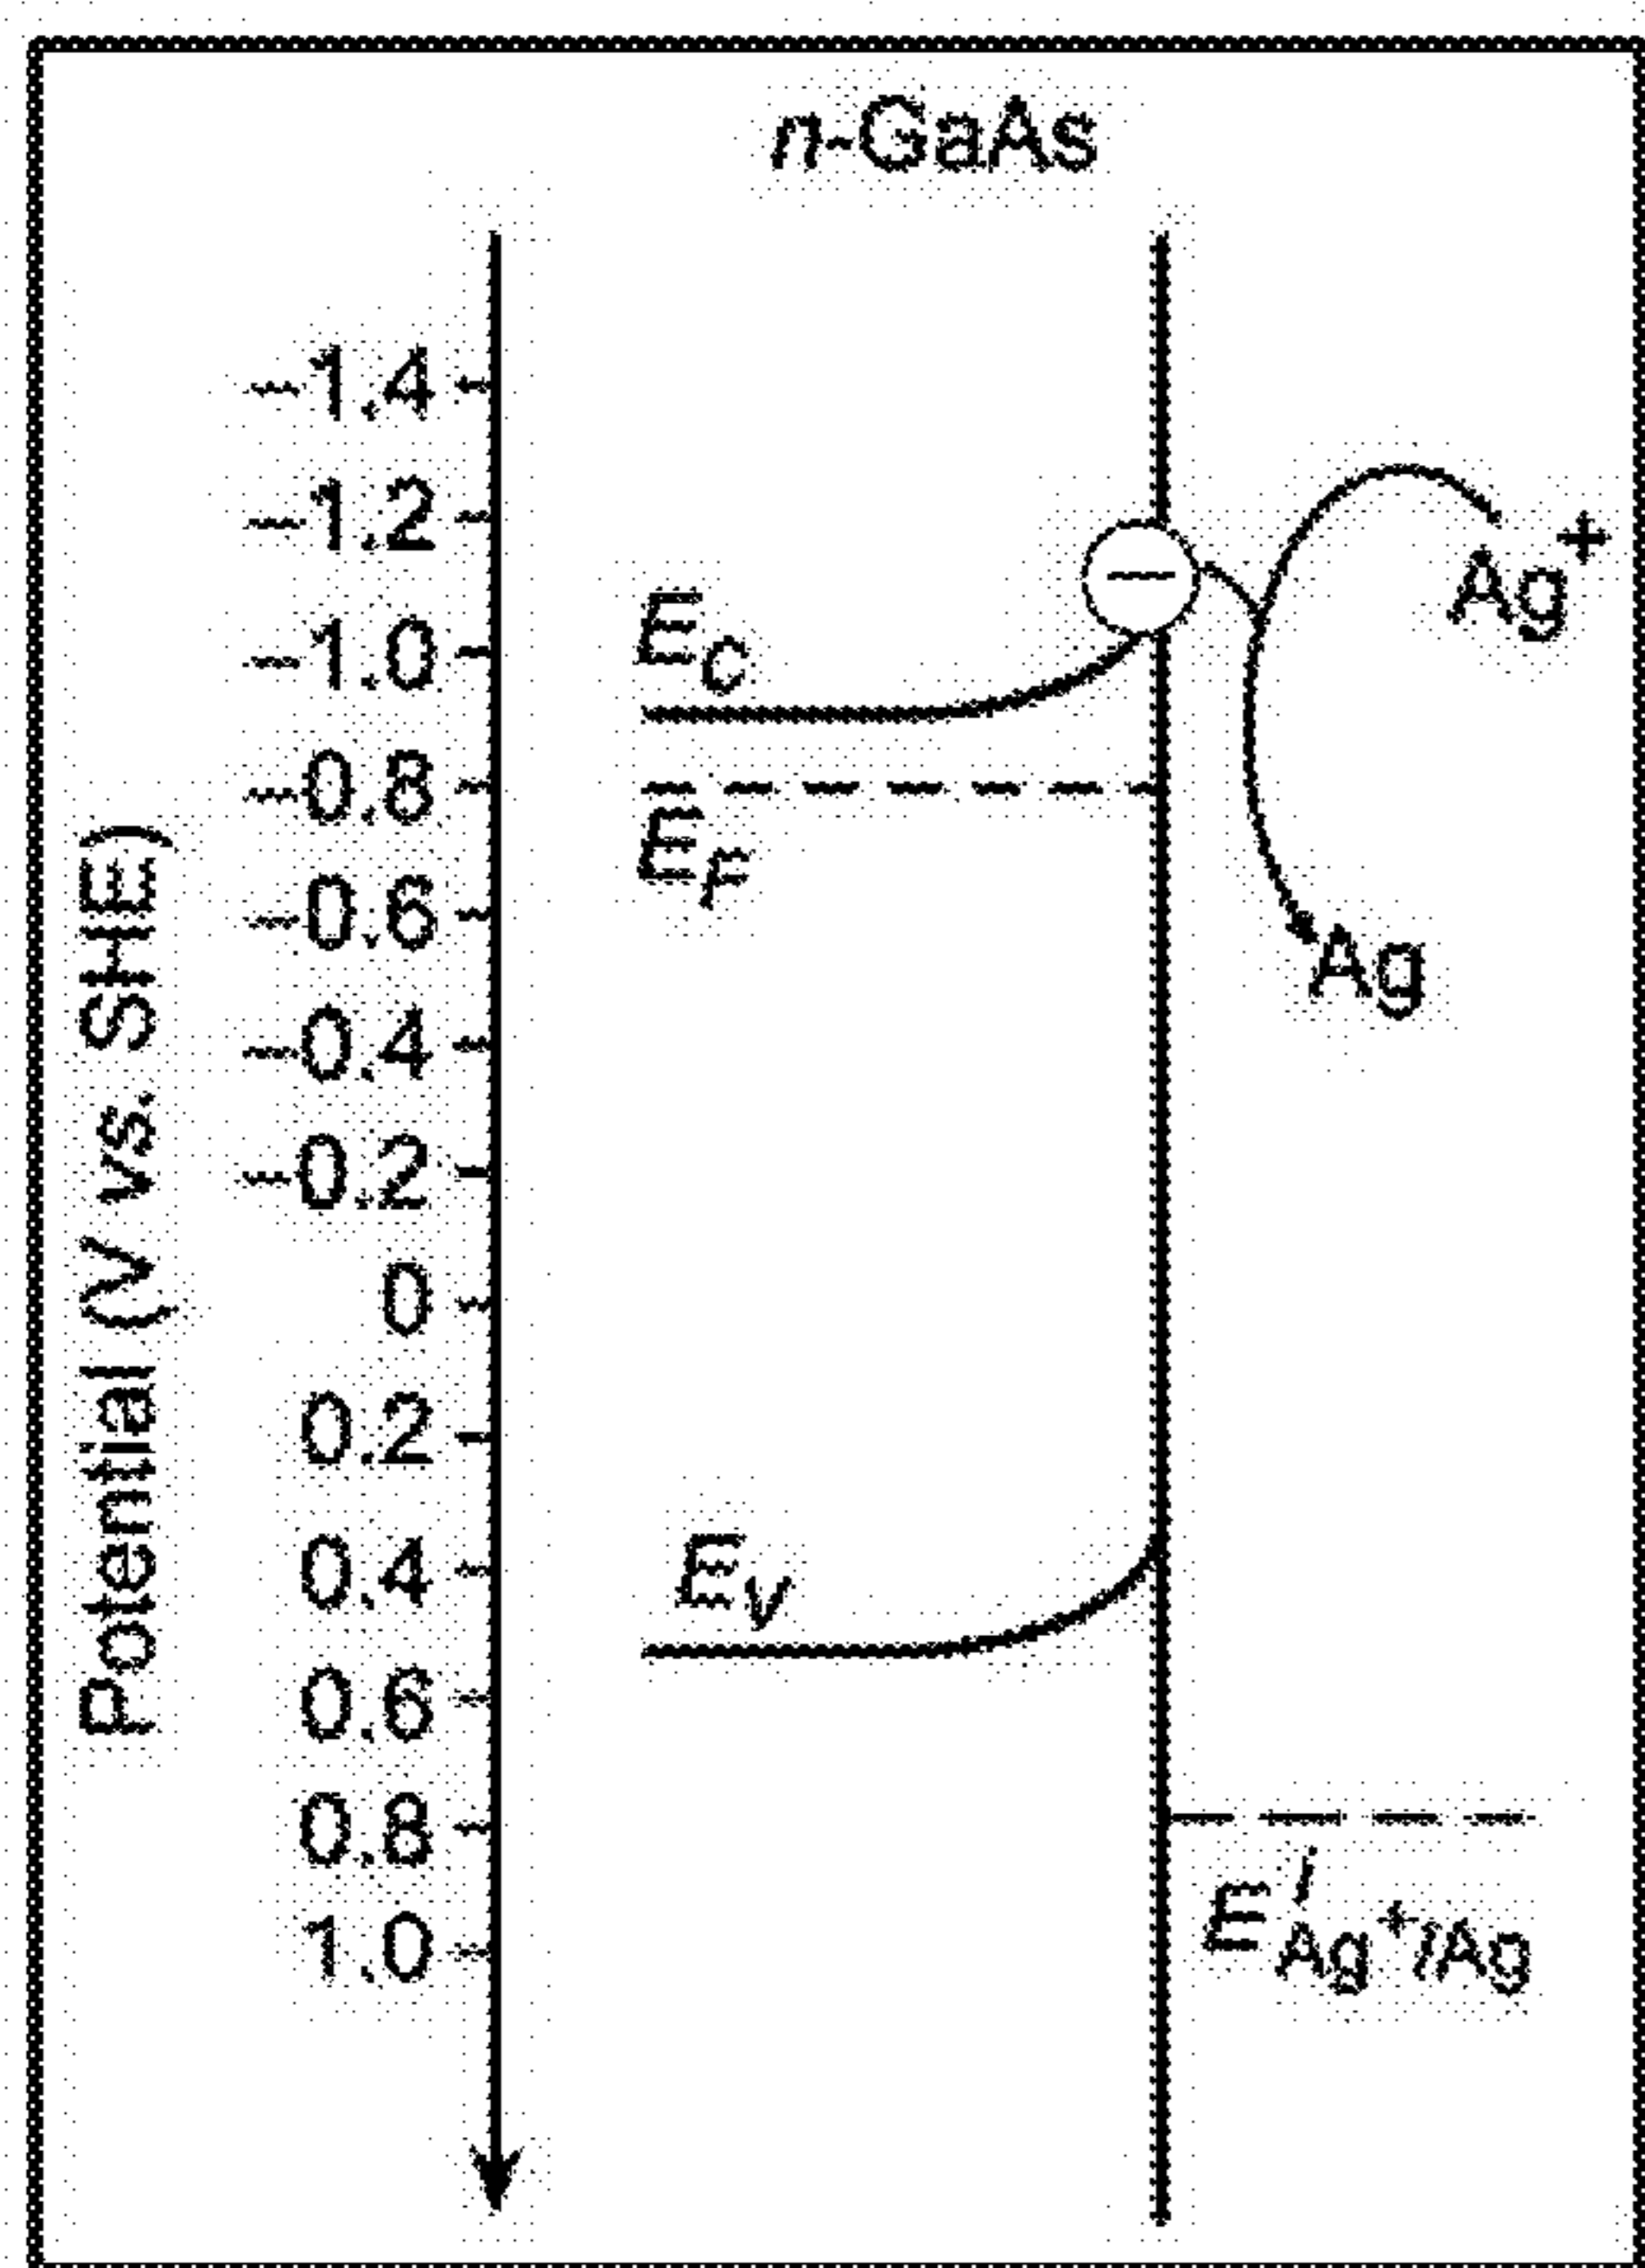 n-GaAs
Potential (V vs. SHE)
–1.4
–1.2
–1.0
–0.8
–0.6
–0.4
–0.2
0
0.2
0.4
0.6
0.8
1.0
E_C
E_F
E_V
–
Ag⁺
Ag
E′_Ag⁺/Ag